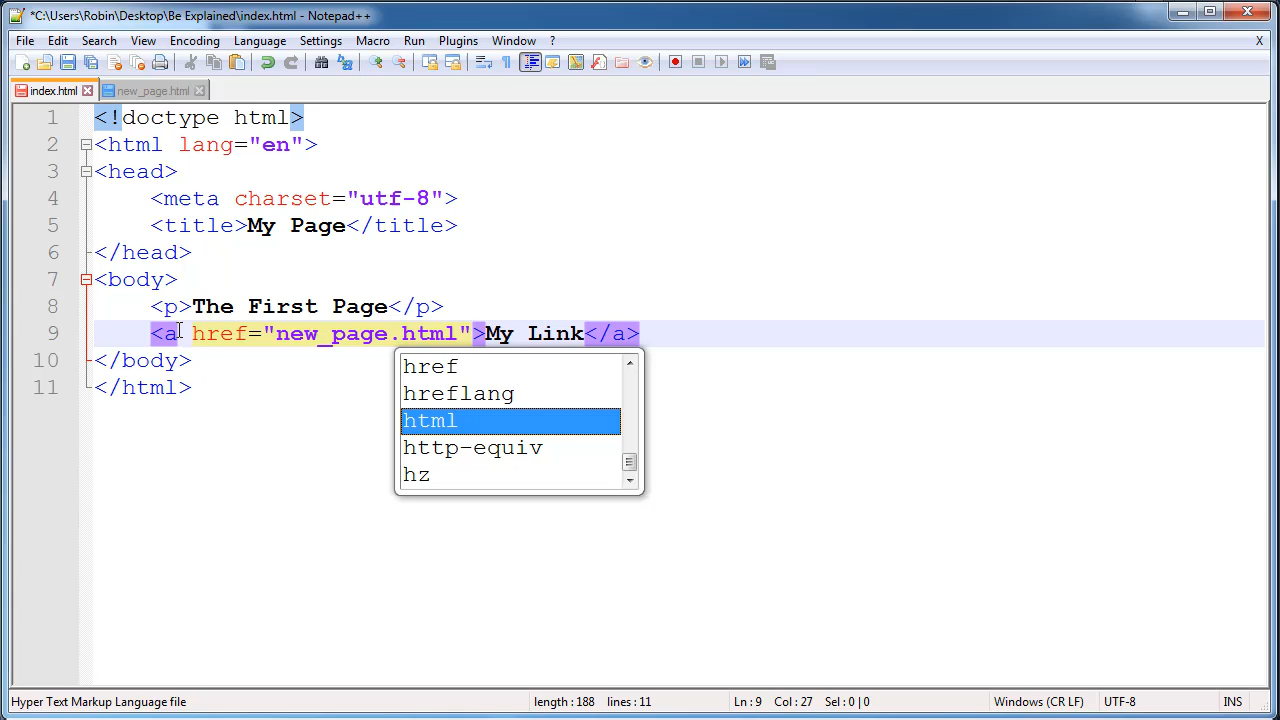 *C:\Users\Robin\Desktop\Be Explained\index.html - Notepad++
File Edit Search View Encoding Language Settings Macro Run Plugins Window ? X
index.html new_page.html
1 <!doctype html>
2 <html lang="en">
3 <head>
4 <meta charset="utf-8">
5 <title>My Page</title>
6 </head>
7 <body>
8 <p>The First Page</p>
9 <a href="new_page.html">My Link</a>
10 </body>
11 </html>
href
hreflang
html
http-equiv
hz
Hyper Text Markup Language file length : 188 lines : 11 Ln : 9 Col : 27 Sel : 0 | 0 Windows (CR LF) UTF-8 INS